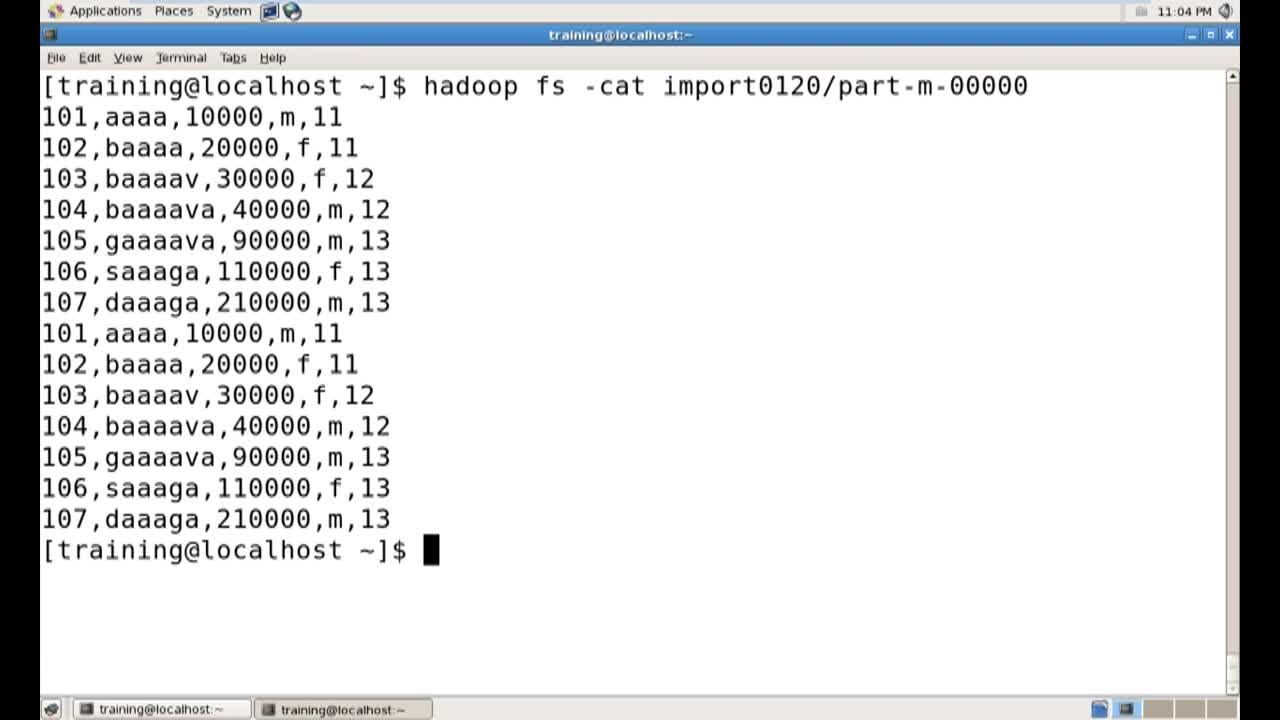 Applications Places System 11:04 PM
training@localhost:~
File Edit View Terminal Tabs Help
[training@localhost ~]$ hadoop fs -cat import0120/part-m-00000
101,aaaa,10000,m,11
102,baaaa,20000,f,11
103,baaaav,30000,f,12
104,baaaava,40000,m,12
105,gaaaava,90000,m,13
106,saaaga,110000,f,13
107,daaaga,210000,m,13
101,aaaa,10000,m,11
102,baaaa,20000,f,11
103,baaaav,30000,f,12
104,baaaava,40000,m,12
105,gaaaava,90000,m,13
106,saaaga,110000,f,13
107,daaaga,210000,m,13
[training@localhost ~]$
training@localhost:~ training@localhost:~